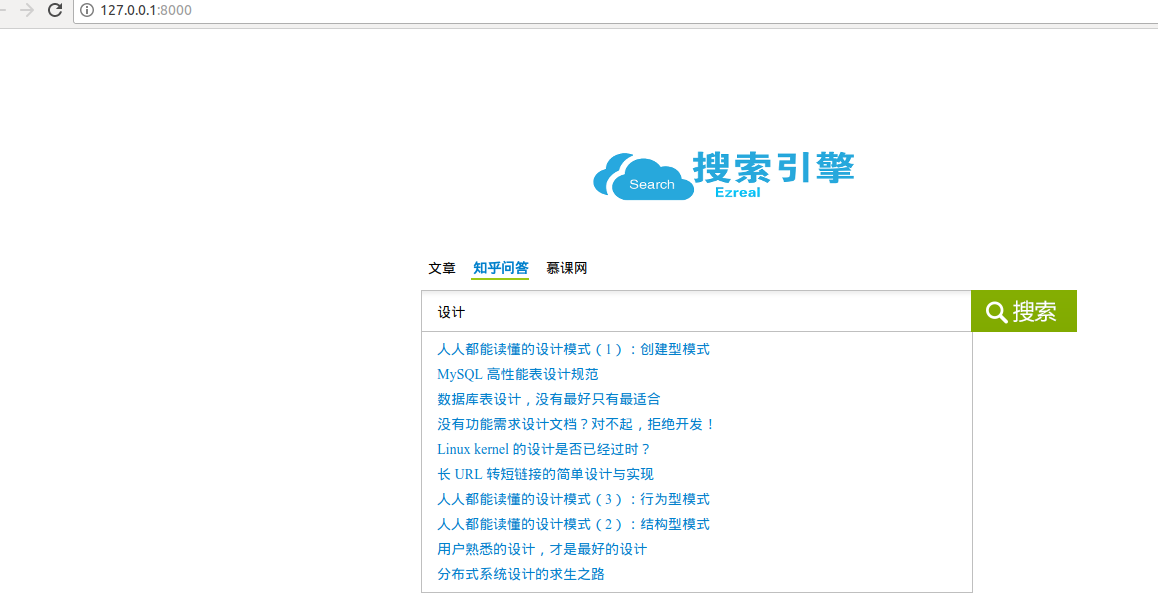 127.0.0.1:8000
Search 搜索引擎
Ezreal
文章 知乎问答 慕课网
设计 搜索
人人都能读懂的设计模式（1）：创建型模式
MySQL 高性能表设计规范
数据库表设计，没有最好只有最适合
没有功能需求设计文档？对不起，拒绝开发！
Linux kernel 的设计是否已经过时？
长 URL 转短链接的简单设计与实现
人人都能读懂的设计模式（3）：行为型模式
人人都能读懂的设计模式（2）：结构型模式
用户熟悉的设计，才是最好的设计
分布式系统设计的求生之路